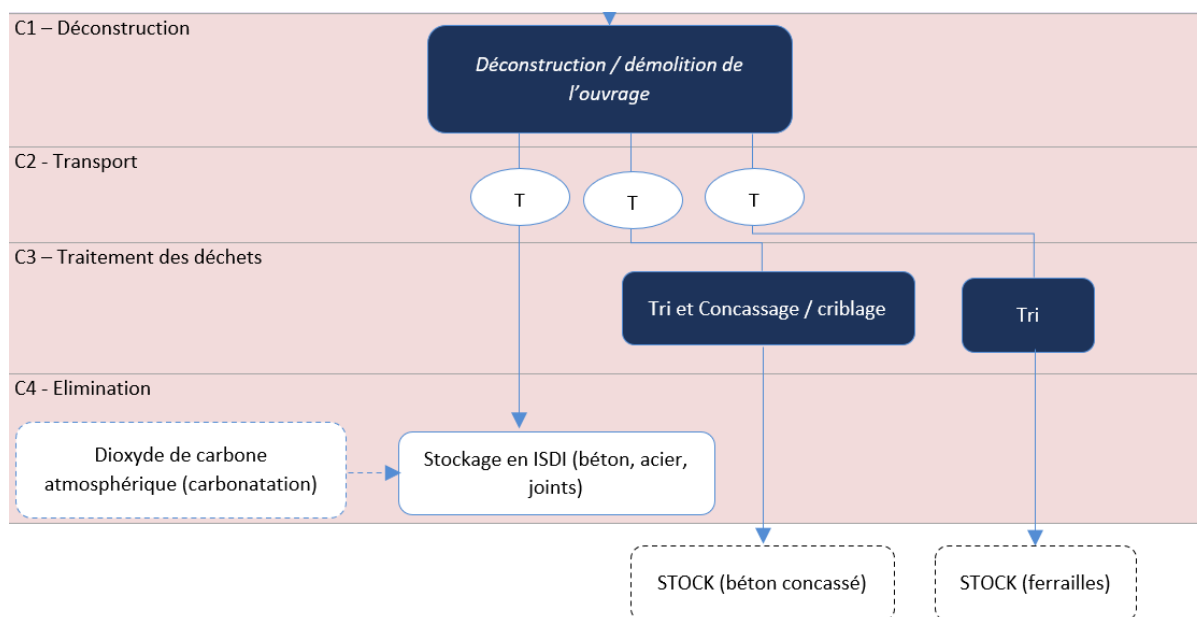 C1 – Déconstruction
Déconstruction / démolition de
l’ouvrage
C2 - Transport
T
T
T
C3 – Traitement des déchets
Tri et Concassage / criblage
Tri
C4 - Elimination
Dioxyde de carbone
atmosphérique (carbonatation)
Stockage en ISDI (béton, acier,
joints)
STOCK (béton concassé)
STOCK (ferrailles)